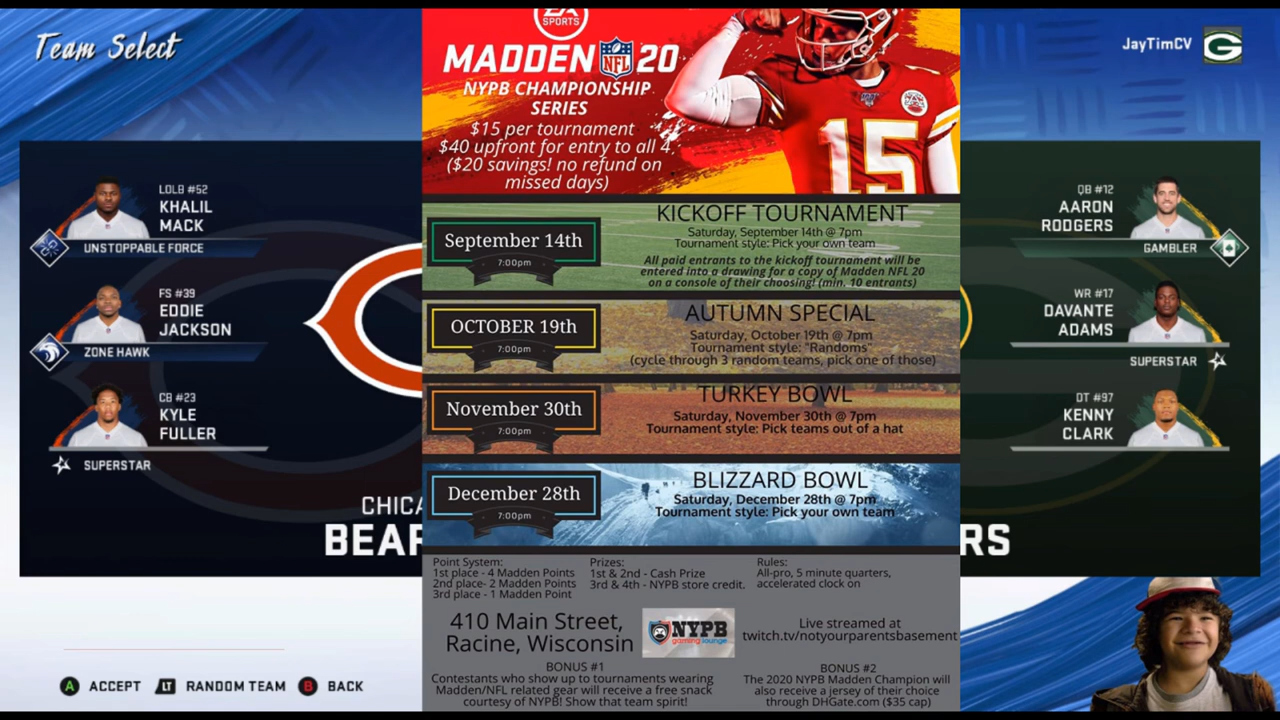 Team Select
JayTimCV
LOLB #52
KHALIL
MACK
UNSTOPPABLE FORCE
FS #39
EDDIE
JACKSON
ZONE HAWK
CB #23
KYLE
FULLER
SUPERSTAR
CHICA
BEAR
EA
SPORTS
MADDEN NFL 20
NYPB CHAMPIONSHIP
SERIES
$15 per tournament
$40 upfront for entry to all 4.
($20 savings! no refund on
missed days)
15
September 14th
7:00pm
KICKOFF TOURNAMENT
Saturday, September 14th @ 7pm
Tournament style: Pick your own team
All paid entrants to the kickoff tournament will be
entered into a drawing for a copy of Madden NFL 20
on a console of their choosing! (min. 10 entrants)
OCTOBER 19th
7:00pm
AUTUMN SPECIAL
Saturday, October 19th @ 7pm
Tournament style: "Randoms"
(cycle through 3 random teams, pick one of those)
November 30th
7:00pm
TURKEY BOWL
Saturday, November 30th @ 7pm
Tournament style: Pick teams out of a hat
December 28th
7:00pm
BLIZZARD BOWL
Saturday, December 28th @ 7pm
Tournament style: Pick your own team
Point System:
1st place - 4 Madden Points
2nd place- 2 Madden Points
3rd place - 1 Madden Point
Prizes:
1st & 2nd - Cash Prize
3rd & 4th - NYPB store credit.
Rules:
All-pro, 5 minute quarters,
accelerated clock on
410 Main Street,
Racine, Wisconsin
NYPB
gaming lounge
Live streamed at
twitch.tv/notyourparentsbasement
BONUS #1
Contestants who show up to tournaments wearing
Madden/NFL related gear will receive a free snack
courtesy of NYPB! Show that team spirit!
BONUS #2
The 2020 NYPB Madden Champion will
also receive a jersey of their choice
through DHGate.com ($35 cap)
QB #12
AARON
RODGERS
GAMBLER
WR #17
DAVANTE
ADAMS
SUPERSTAR
DT #97
KENNY
CLARK
RS
A ACCEPT LT RANDOM TEAM B BACK